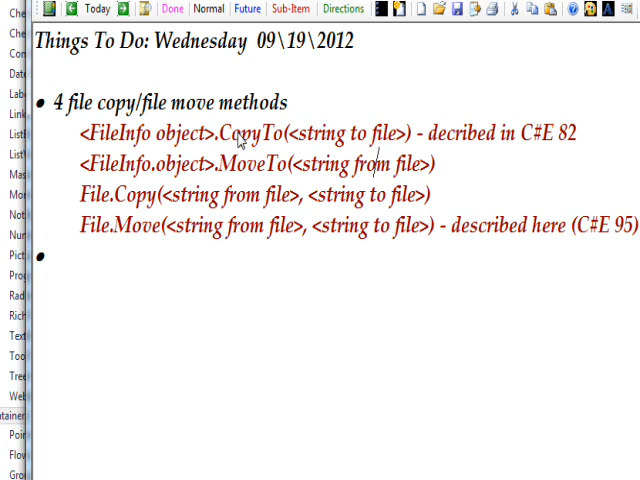 Today Done Normal Future Sub-Item Directions A
Things To Do: Wednesday 09\19\2012
• 4 file copy/file move methods
<FileInfo object>.CopyTo(<string to file>) - decribed in C#E 82
<FileInfo.object>.MoveTo(<string from file>)
File.Copy(<string from file>, <string to file>)
File.Move(<string from file>, <string to file>) - described here (C#E 95)
•